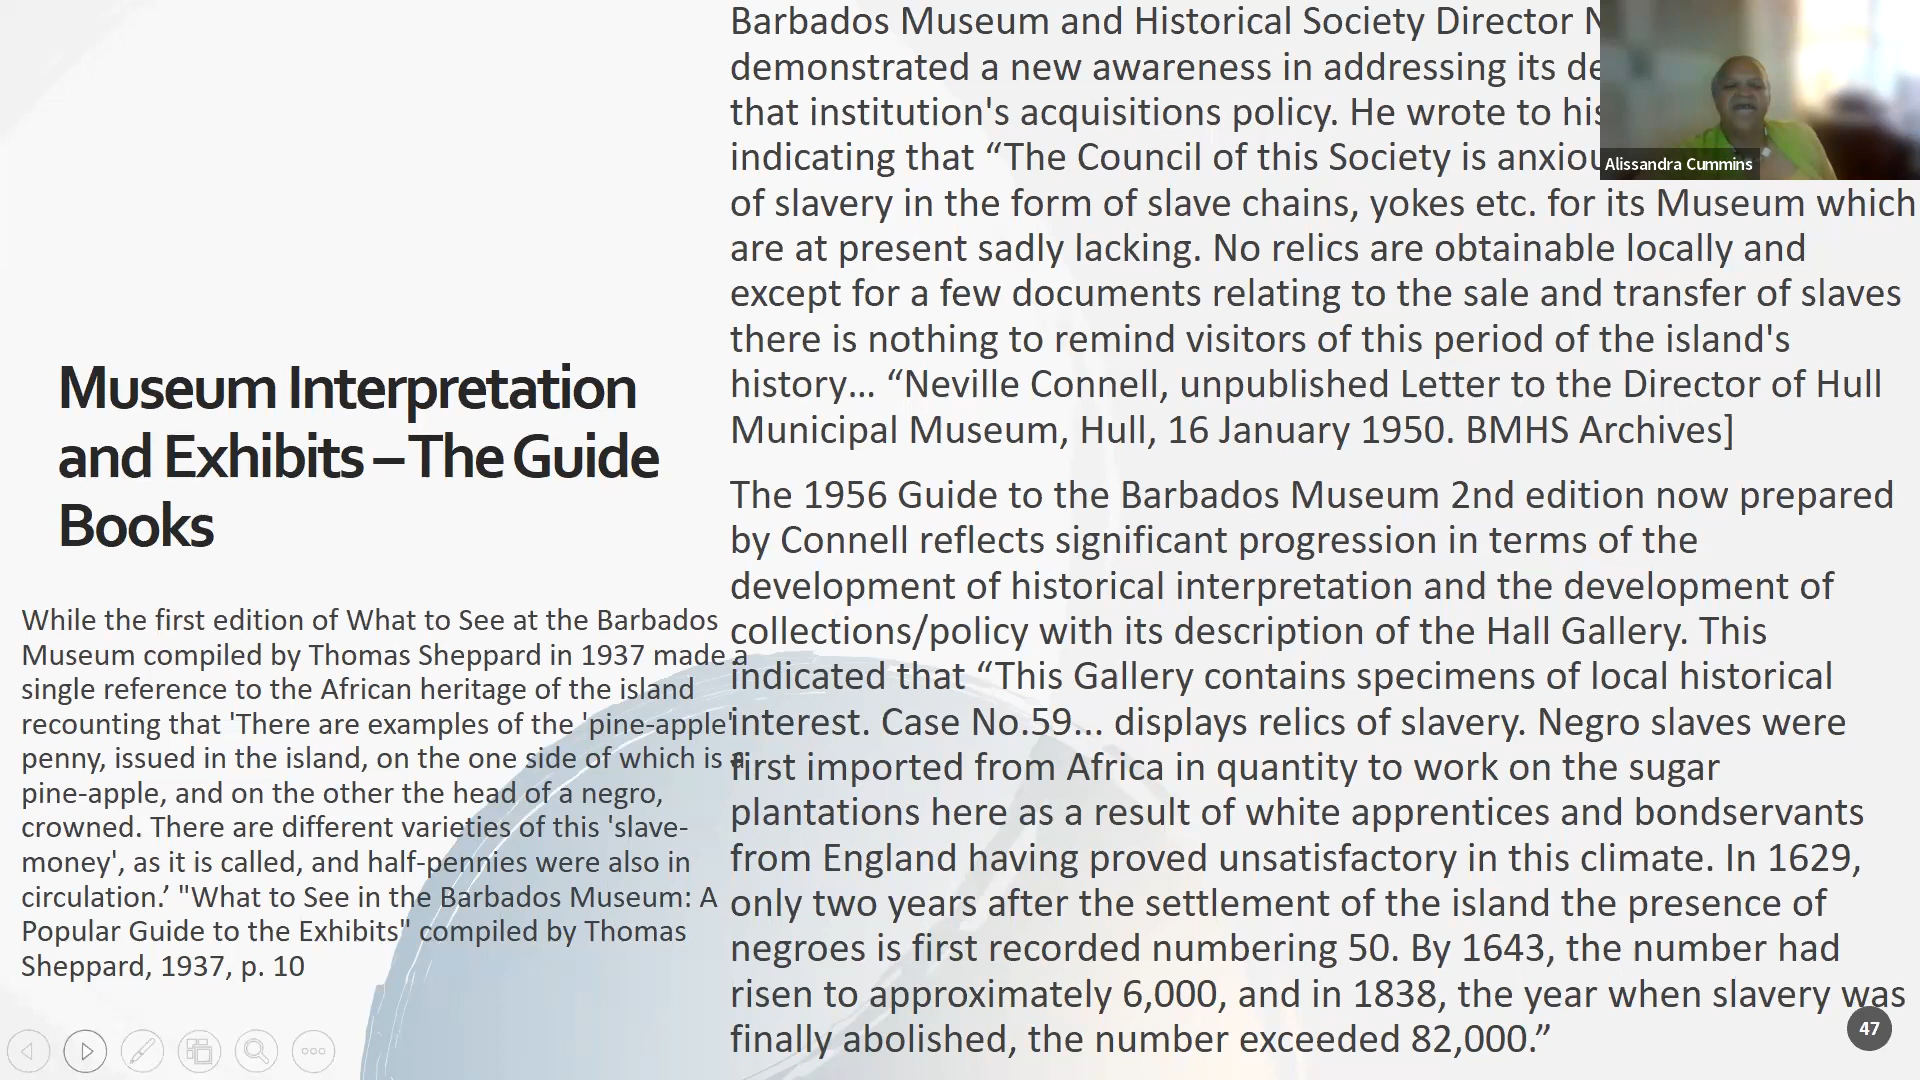 Museum Interpretation
and Exhibits – The Guide
Books
While the first edition of What to See at the Barbados
Museum compiled by Thomas Sheppard in 1937 made a
single reference to the African heritage of the island
recounting that 'There are examples of the 'pine-apple'
penny, issued in the island, on the one side of which is a
pine-apple, and on the other the head of a negro,
crowned. There are different varieties of this 'slave-
money', as it is called, and half-pennies were also in
circulation.’ "What to See in the Barbados Museum: A
Popular Guide to the Exhibits" compiled by Thomas
Sheppard, 1937, p. 10
Barbados Museum and Historical Society Director
demonstrated a new awareness in addressing its
that institution's acquisitions policy. He wrote to his
indicating that “The Council of this Society is
of slavery in the form of slave chains, yokes etc. for its Museum which
are at present sadly lacking. No relics are obtainable locally and
except for a few documents relating to the sale and transfer of slaves
there is nothing to remind visitors of this period of the island's
history… “Neville Connell, unpublished Letter to the Director of Hull
Municipal Museum, Hull, 16 January 1950. BMHS Archives]
The 1956 Guide to the Barbados Museum 2nd edition now prepared
by Connell reflects significant progression in terms of the
development of historical interpretation and the development of
collections/policy with its description of the Hall Gallery. This
indicated that “This Gallery contains specimens of local historical
interest. Case No.59… displays relics of slavery. Negro slaves were
first imported from Africa in quantity to work on the sugar
plantations here as a result of white apprentices and bondservants
from England having proved unsatisfactory in this climate. In 1629,
only two years after the settlement of the island the presence of
negroes is first recorded numbering 50. By 1643, the number had
risen to approximately 6,000, and in 1838, the year when slavery was
finally abolished, the number exceeded 82,000.”
Alissandra Cummins
47